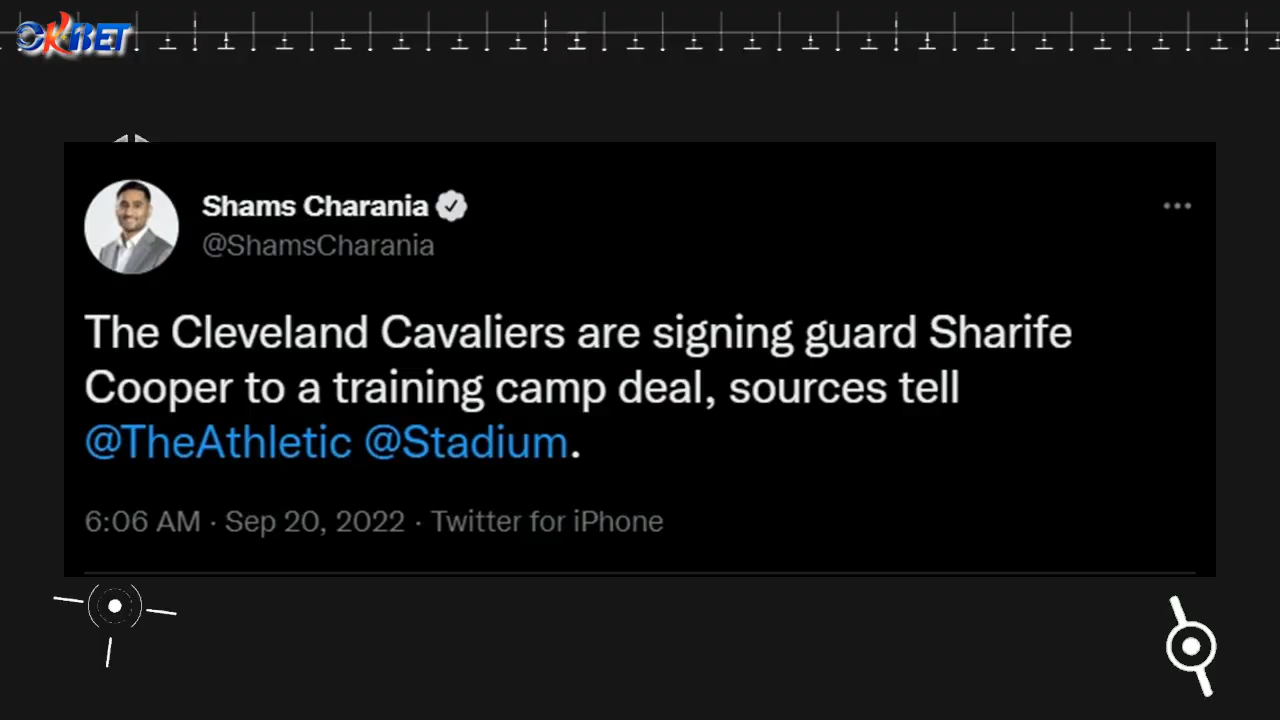 OKBET
Shams Charania
@ShamsCharania
The Cleveland Cavaliers are signing guard Sharife
Cooper to a training camp deal, sources tell
@TheAthletic @Stadium.
6:06 AM · Sep 20, 2022 · Twitter for iPhone